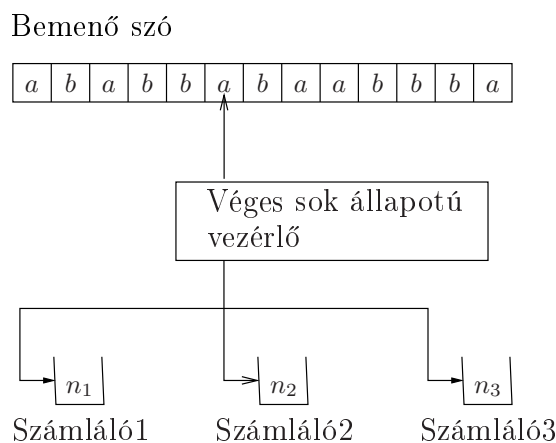 Bemenő szó
a b a b b a b a a b b b a
Véges sok állapotú
vezérlő
n1 n2 n3
Számláló1 Számláló2 Számláló3